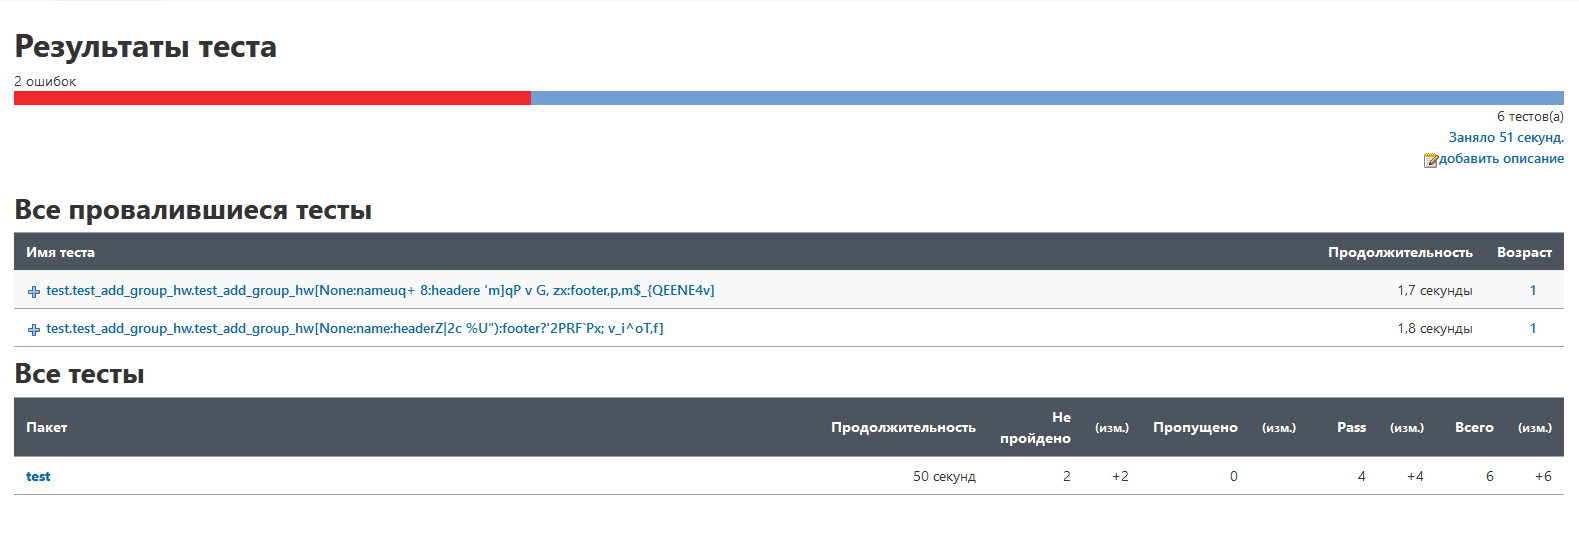 Результаты теста
2 ошибок
6 тестов(а)
Заняло 51 секунд.
добавить описание
Все провалившиеся тесты
Имя теста Продолжительность Возраст
test.test_add_group_hw.test_add_group_hw[None:nameuq+ 8:headere 'm]qP v G, zx:footer,p,m$_{QEENE4v] 1,7 секунды 1
test.test_add_group_hw.test_add_group_hw[None:name:headerZ|2c %U"):footer?'2PRF`Px; v_i^oT,f] 1,8 секунды 1
Все тесты
Пакет Продолжительность Не пройдено (изм.) Пропущено (изм.) Pass (изм.) Всего (изм.)
test 50 секунд 2 +2 0 4 +4 6 +6